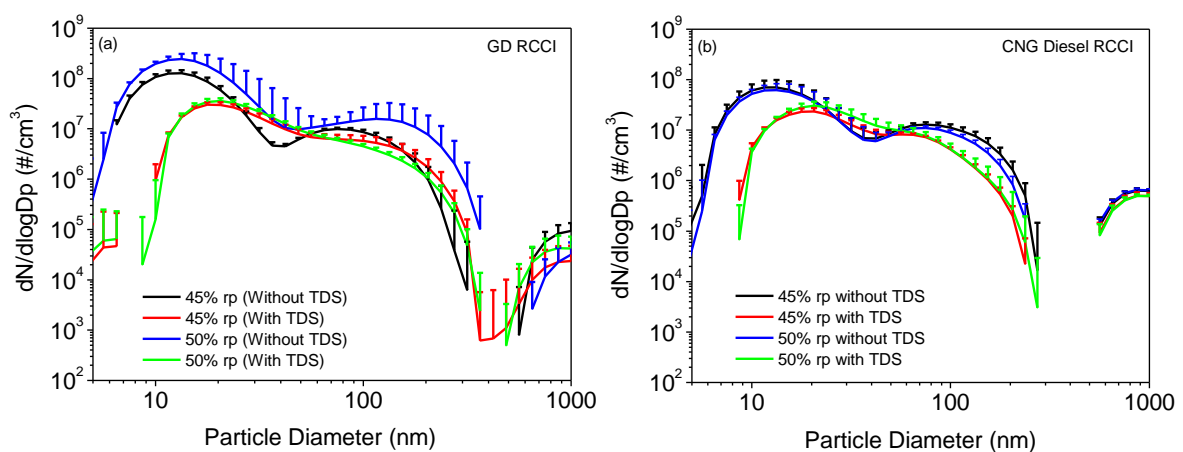 (a)
GD RCCI
10⁹
10⁸
10⁷
10⁶
10⁵
10⁴
10³
10²
dN/dlogDp (#/cm³)
45% rp (Without TDS)
45% rp (With TDS)
50% rp (Without TDS)
50% rp (With TDS)
10
100
1000
Particle Diameter (nm)
(b)
CNG Diesel RCCI
10⁹
10⁸
10⁷
10⁶
10⁵
10⁴
10³
10²
dN/dlogDp (#/cm³)
45% rp without TDS
45% rp with TDS
50% rp without TDS
50% rp with TDS
10
100
1000
Particle Diameter (nm)